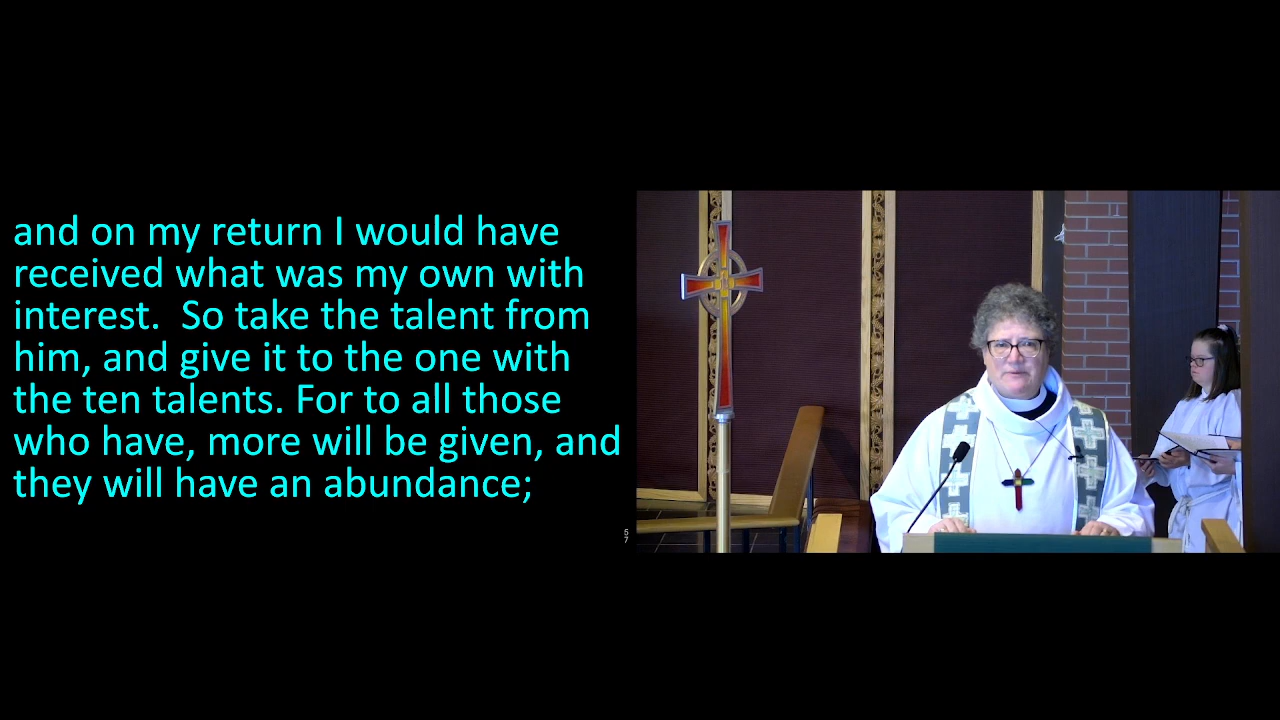 and on my return I would have
received what was my own with
interest.  So take the talent from
him, and give it to the one with
the ten talents. For to all those
who have, more will be given, and
they will have an abundance;
5
7